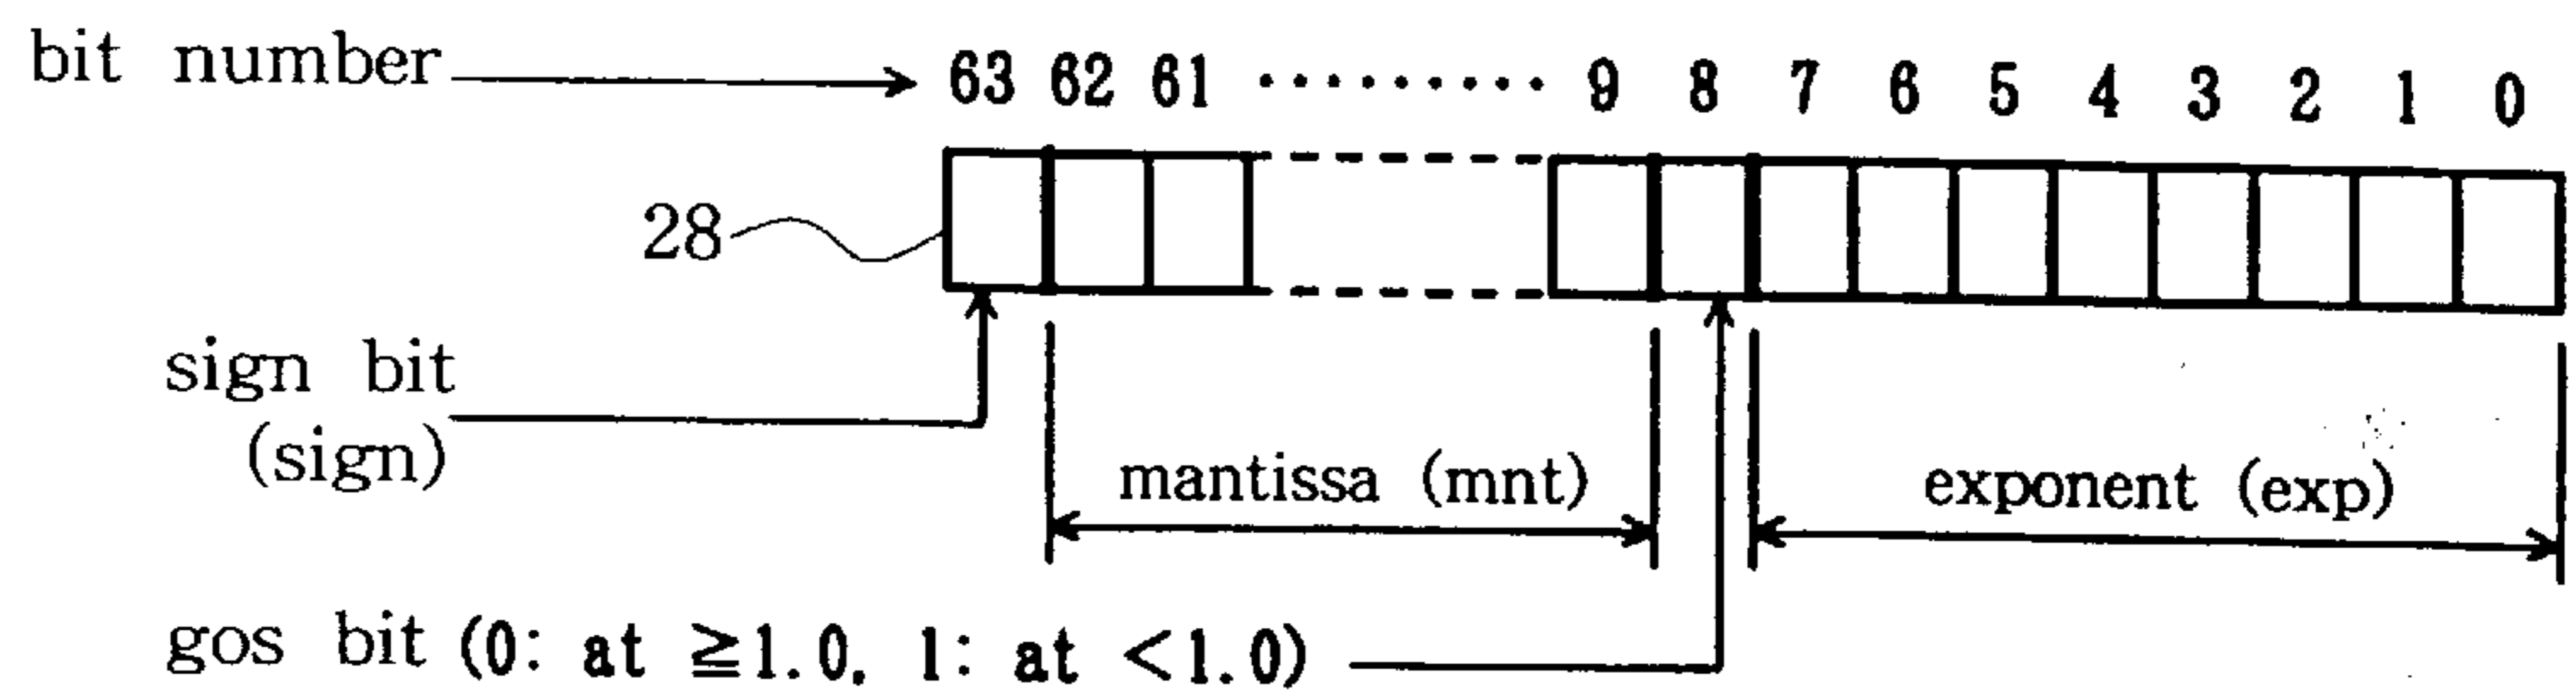 bit number 63 62 61 ········· 9 8 7 6 5 4 3 2 1 0
28
sign bit
(sign)
mantissa (mnt) exponent (exp)
gos bit (0: at ≧1.0, 1: at <1.0)